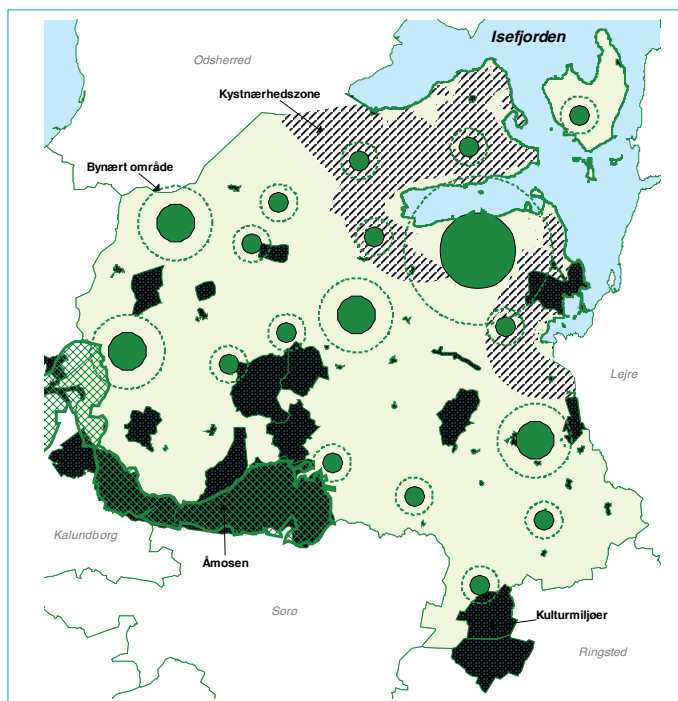 Isefjorden
Odsherred
Kystnærhedszone
Bynært område
Lejre
Kalundborg
Åmosen
Sorø
Kulturmiljøer
Ringsted